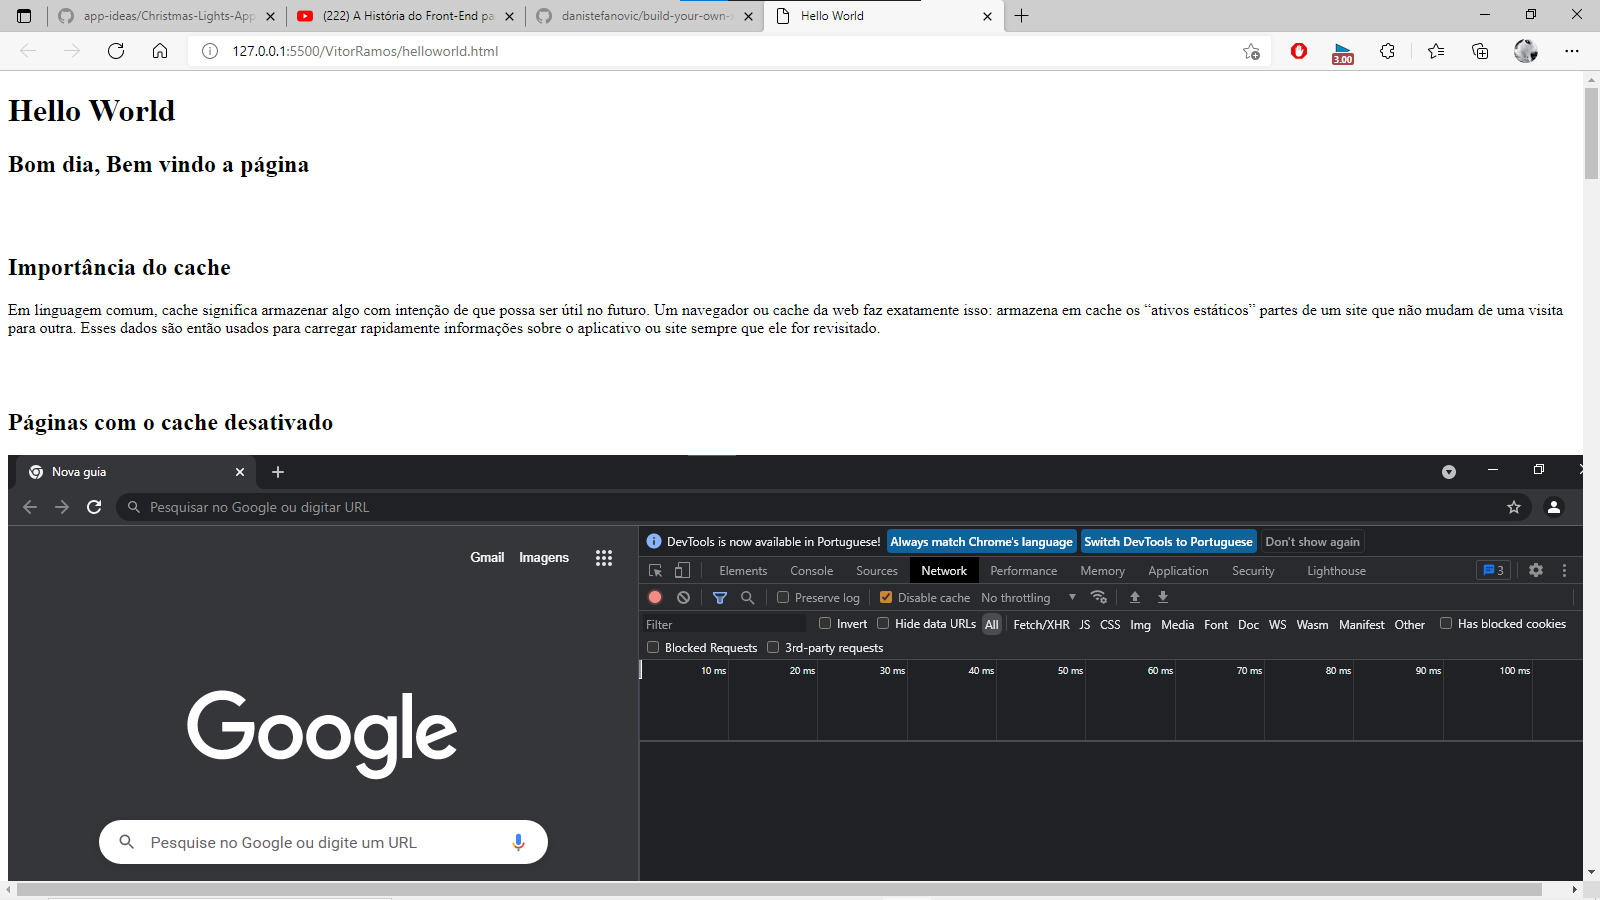 app-ideas/Christmas-Lights-App
(222) A História do Front-End pa
danistefanovic/build-your-own-x
Hello World
127.0.0.1:5500/VitorRamos/helloworld.html
3.00
Hello World
Bom dia, Bem vindo a página
Importância do cache
Em linguagem comum, cache significa armazenar algo com intenção de que possa ser útil no futuro. Um navegador ou cache da web faz exatamente isso: armazena em cache os “ativos estáticos” partes de um site que não mudam de uma visita
para outra. Esses dados são então usados para carregar rapidamente informações sobre o aplicativo ou site sempre que ele for revisitado.
Páginas com o cache desativado
Nova guia
Pesquisar no Google ou digitar URL
Gmail Imagens
Google
Pesquise no Google ou digite um URL
DevTools is now available in Portuguese! Always match Chrome's language Switch DevTools to Portuguese Don't show again
Elements Console Sources Network Performance Memory Application Security Lighthouse 3
Preserve log Disable cache No throttling
Filter Invert Hide data URLs All Fetch/XHR JS CSS Img Media Font Doc WS Wasm Manifest Other Has blocked cookies
Blocked Requests 3rd-party requests
10 ms 20 ms 30 ms 40 ms 50 ms 60 ms 70 ms 80 ms 90 ms 100 ms